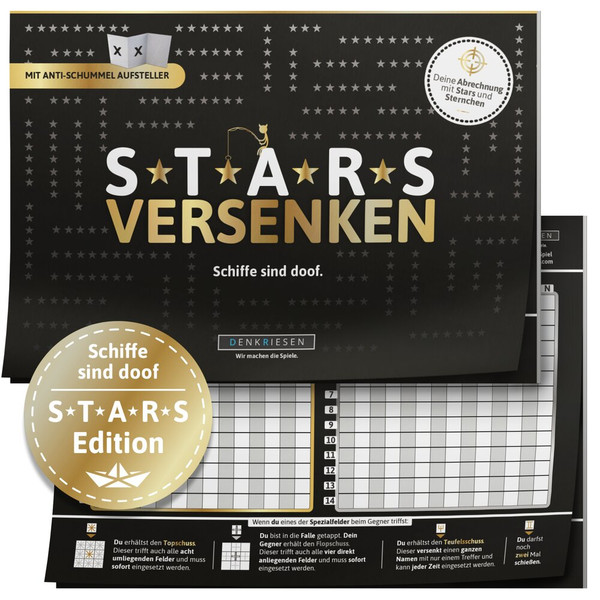 X X
MIT ANTI-SCHUMMEL AUFSTELLER
Deine Abrechnung
mit Stars und
Sternchen
S★T★A★R★S
VERSENKEN
Schiffe sind doof.
DENKRIESEN
Wir machen die Spiele.
Schiffe
sind doof
S★T★A★R★S
Edition
N
7
8
9
10
11
12
13
14
Wenn du eines der Spezialfelder beim Gegner triffst:
Du erhältst den Topschuss.
Dieser trifft auch alle acht
umliegenden Felder und muss
sofort eingesetzt werden.
Du bist in die Falle getappt. Dein
Gegner erhält den Flopschuss.
Dieser trifft auch alle vier direkt
anliegenden Felder und muss sofort
eingesetzt werden.
Du erhältst den Teufelsschuss.
Dieser versenkt einen ganzen
Namen mit nur einem Treffer und
kann jeder Zeit eingesetzt werden.
Du darfst
noch
zwei Mal
schießen.